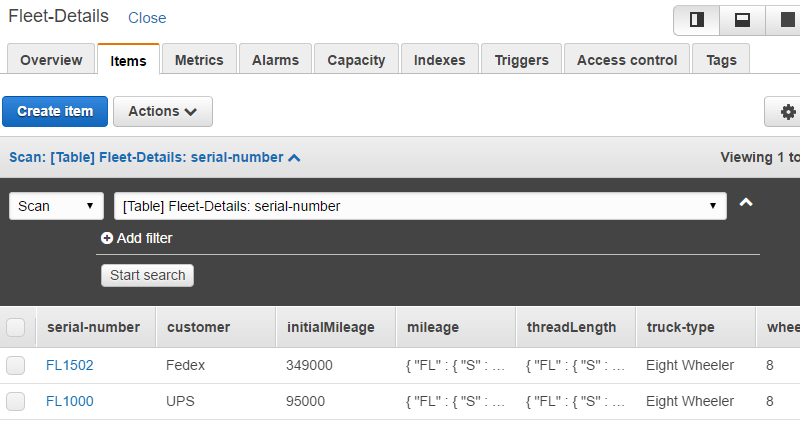 Fleet-Details Close
Overview Items Metrics Alarms Capacity Indexes Triggers Access control Tags
Create item Actions
Scan: [Table] Fleet-Details: serial-number Viewing 1 to
Scan [Table] Fleet-Details: serial-number
Add filter
Start search
serial-number customer initialMileage mileage threadLength truck-type whee
FL1502 Fedex 349000 { "FL" : { "S" : … { "FL" : { "S" : … Eight Wheeler 8
FL1000 UPS 95000 { "FL" : { "S" : … { "FL" : { "S" : … Eight Wheeler 8